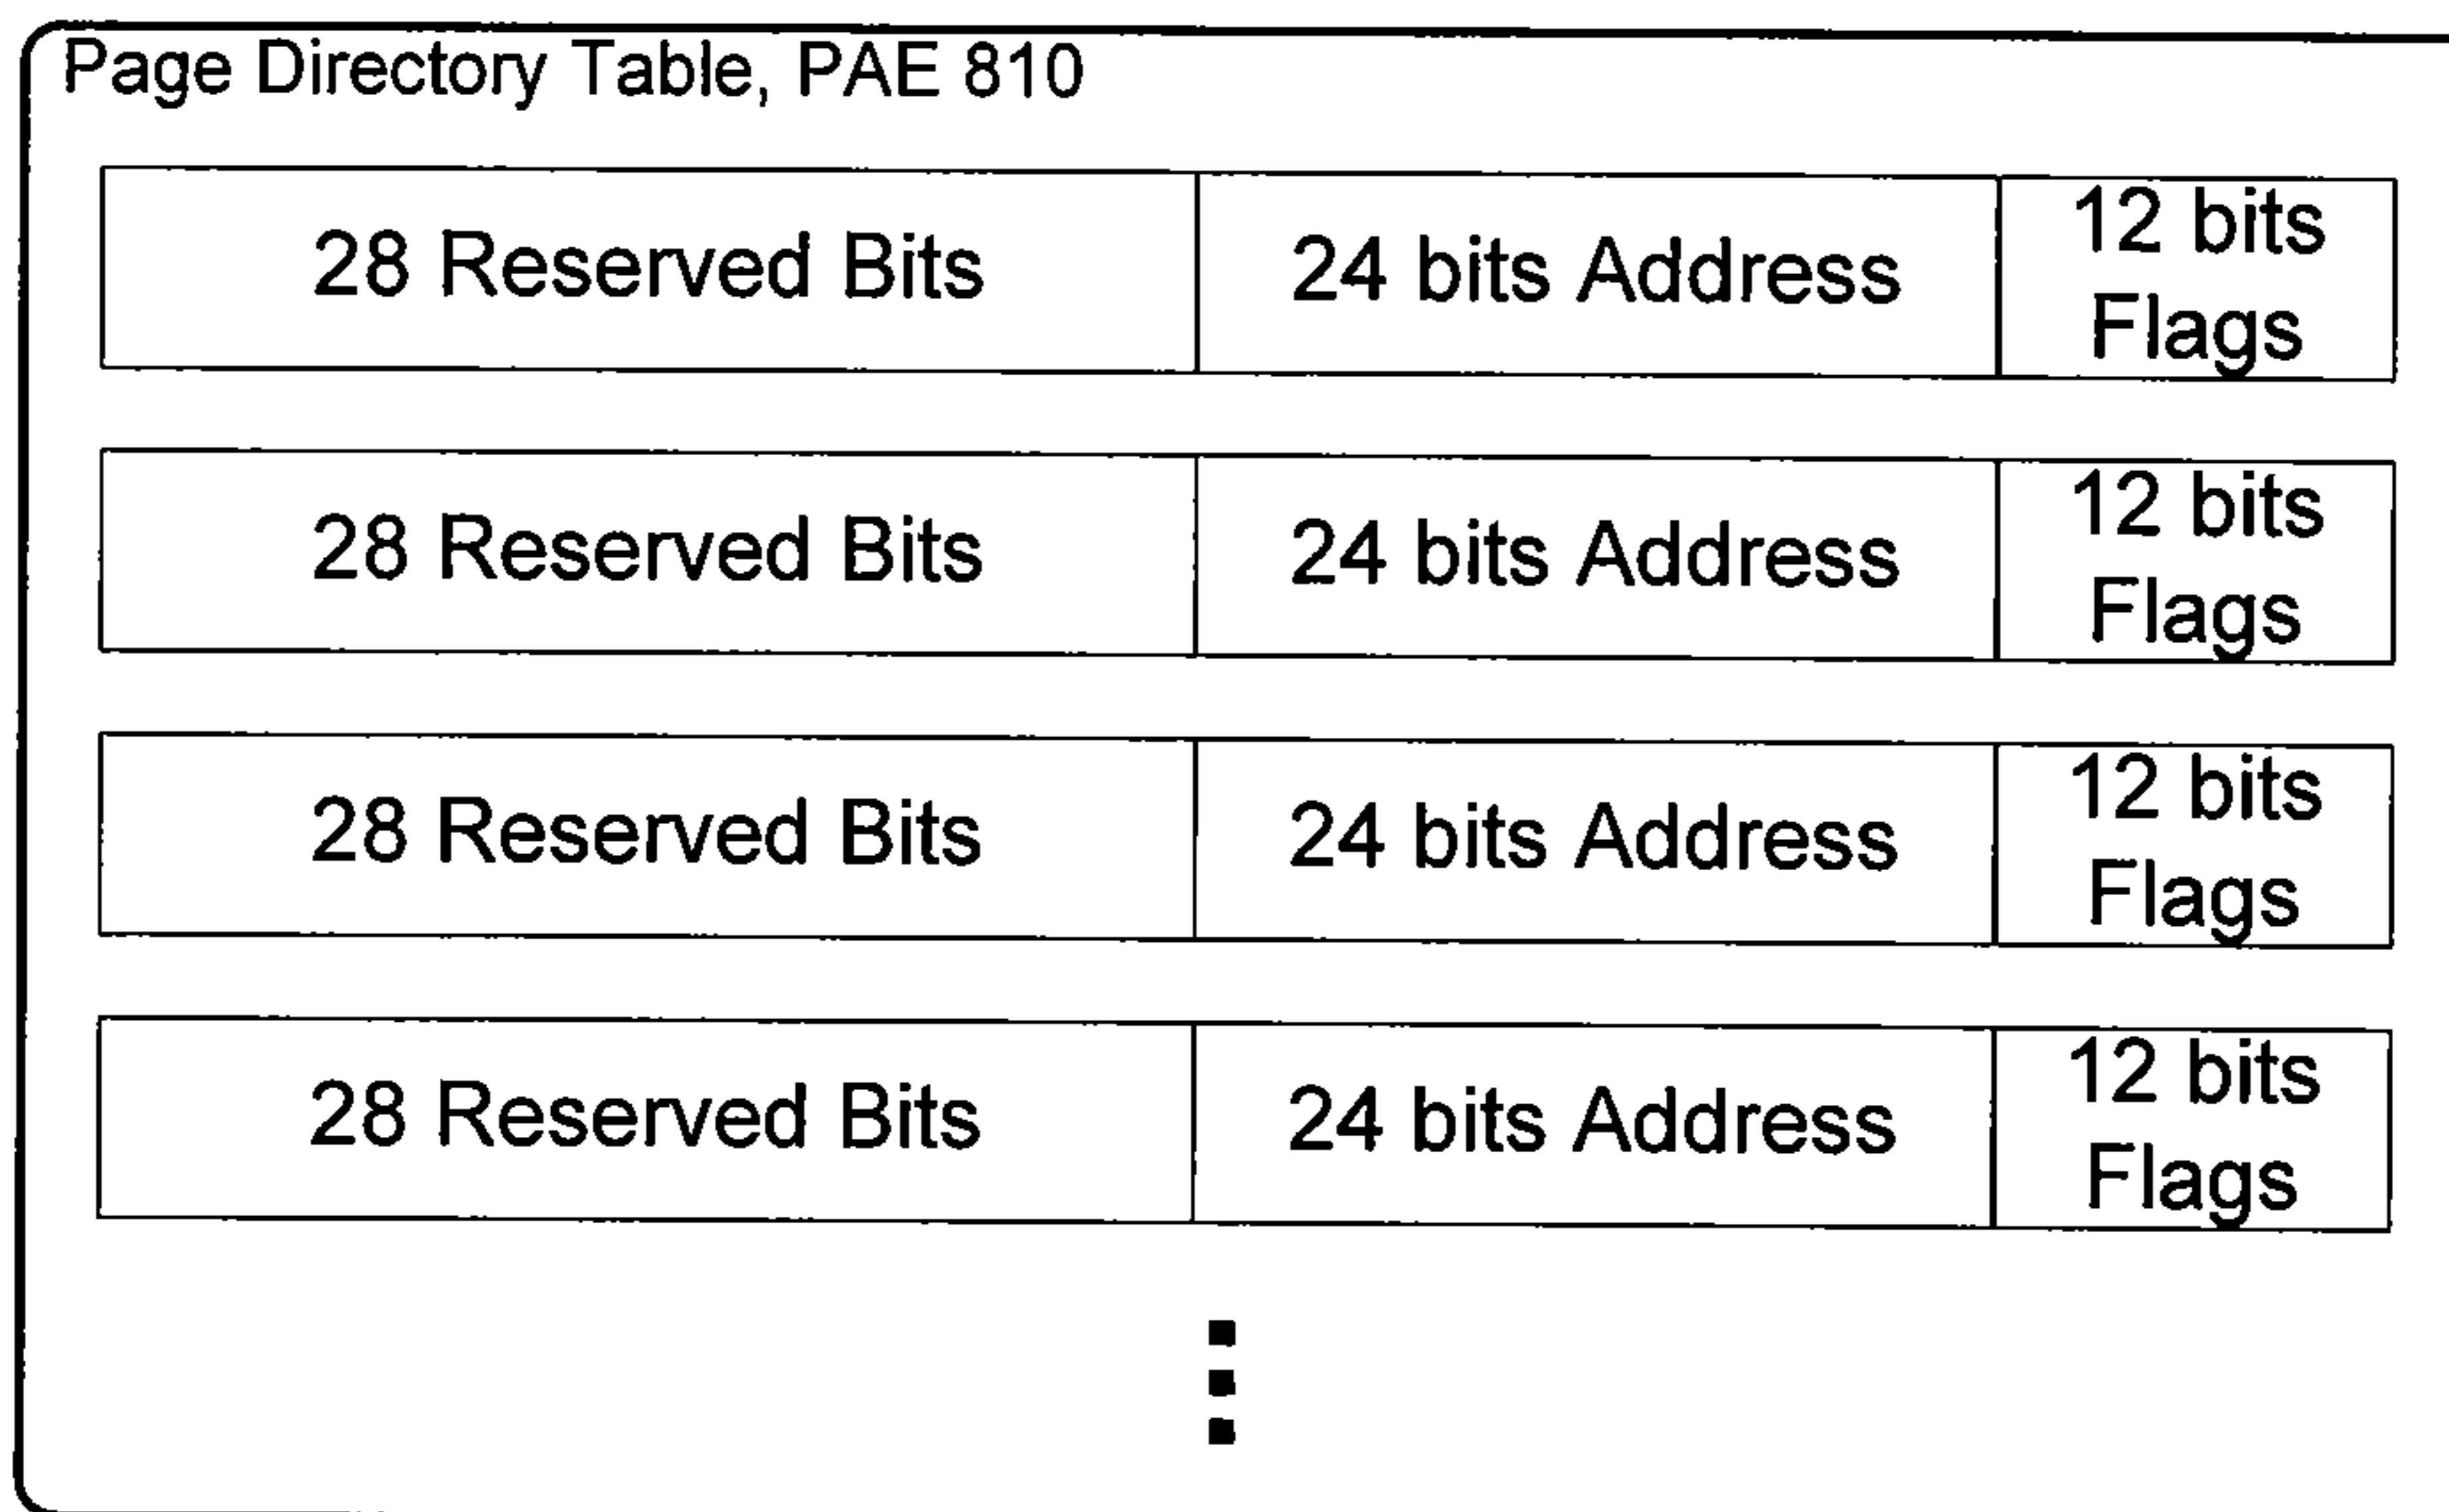 Page Directory Table, PAE 810
28 Reserved Bits
24 bits Address
12 bits
Flags
28 Reserved Bits
24 bits Address
12 bits
Flags
28 Reserved Bits
24 bits Address
12 bits
Flags
28 Reserved Bits
24 bits Address
12 bits
Flags